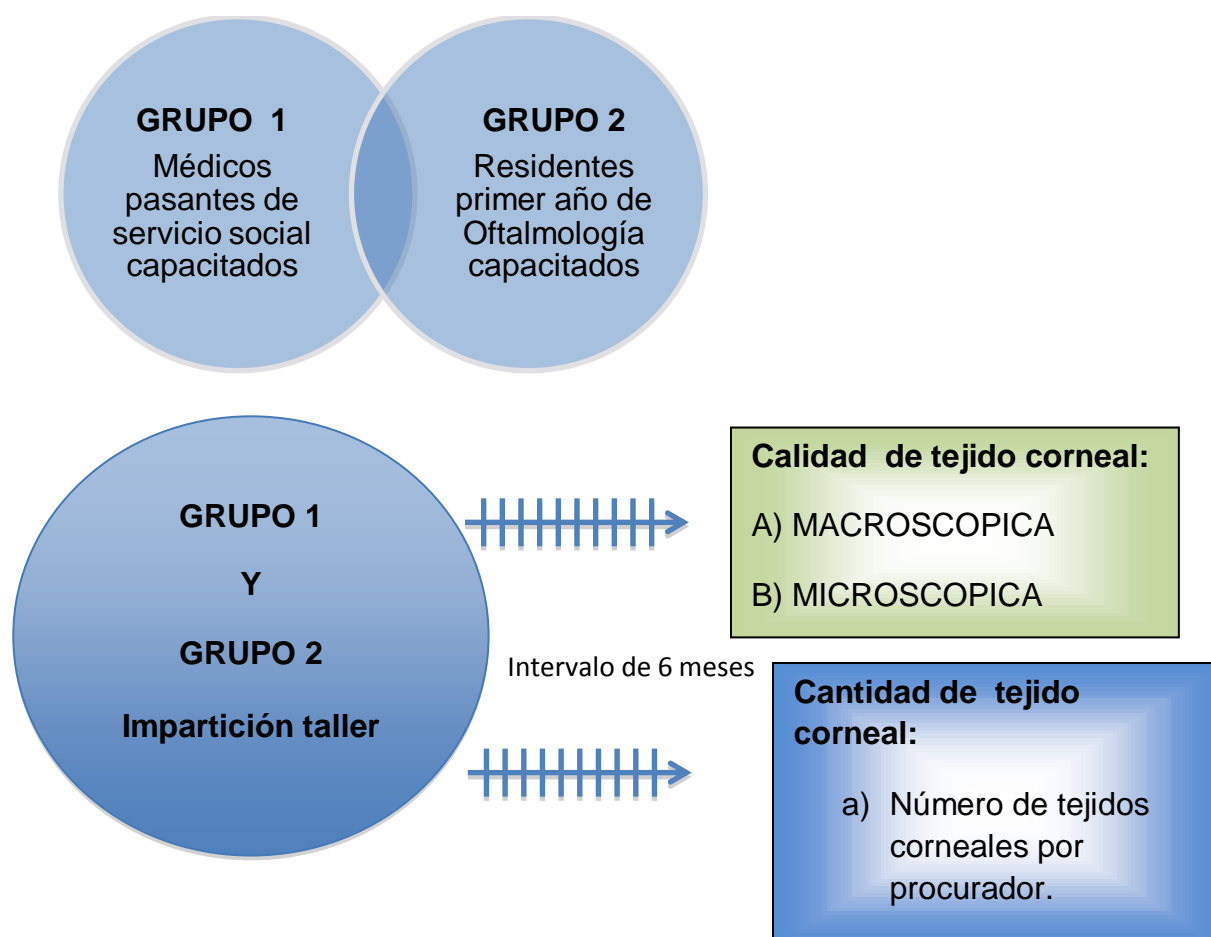 GRUPO 1
Médicos
pasantes de
servicio social
capacitados
GRUPO 2
Residentes
primer año de
Oftalmología
capacitados
GRUPO 1
Y
GRUPO 2
Impartición taller
Calidad de tejido corneal:
A) MACROSCOPICA
B) MICROSCOPICA
Intervalo de 6 meses
Cantidad de tejido
corneal:
a) Número de tejidos
corneales por
procurador.